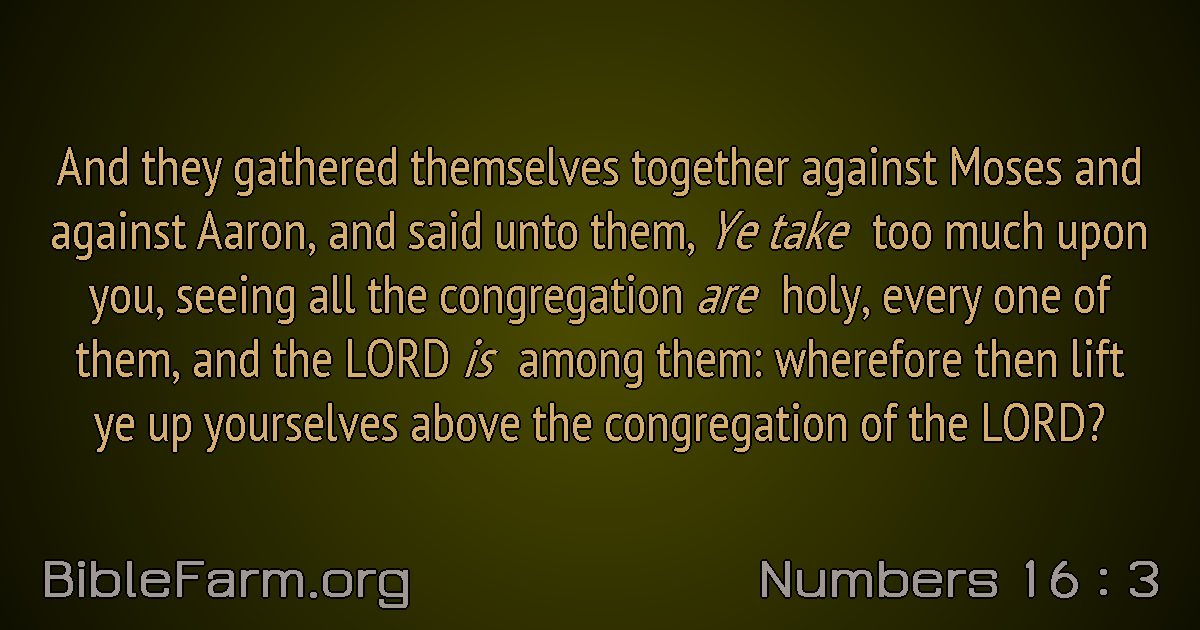 And they gathered themselves together against Moses and
against Aaron, and said unto them, Ye take too much upon
you, seeing all the congregation are holy, every one of
them, and the LORD is among them: wherefore then lift
ye up yourselves above the congregation of the LORD?
BibleFarm.org
Numbers 16 : 3